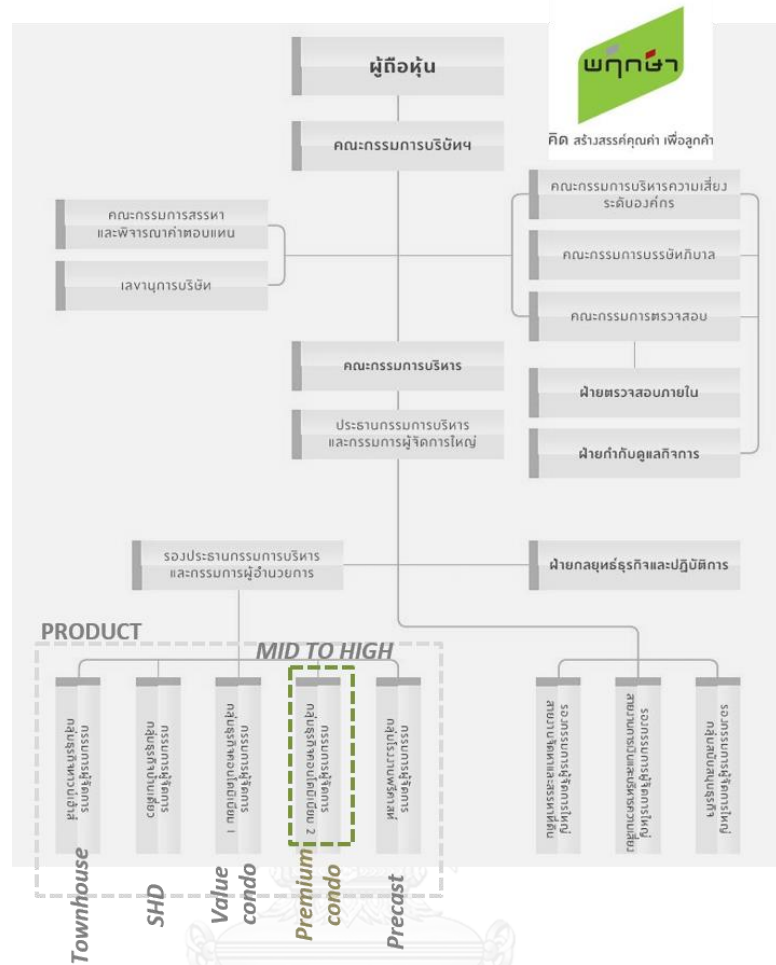 ผู้ถือหุ้น
พฤกษา
คิด สร้างสรรค์คุณค่า เพื่อลูกค้า
คณะกรรมการบริษัทฯ
คณะกรรมการสรรหา
และพิจารณาค่าตอบแทน
เลขานุการบริษัท
คณะกรรมการบริหารความเสี่ยง
ระดับองค์กร
คณะกรรมการบรรษัทภิบาล
คณะกรรมการตรวจสอบ
คณะกรรมการบริหาร
ฝ่ายตรวจสอบภายใน
ประธานกรรมการบริหาร
และกรรมการผู้จัดการใหญ่
ฝ่ายกำกับดูแลกิจการ
รองประธานกรรมการบริหาร
และกรรมการผู้อำนวยการ
ฝ่ายกลยุทธ์ธุรกิจและปฏิบัติการ
PRODUCT
MID TO HIGH
กรรมการผู้จัดการ
กลุ่มธุรกิจทาวน์เฮ้าส์
กรรมการผู้จัดการ
กลุ่มธุรกิจบ้านเดี่ยว
กรรมการผู้จัดการ
กลุ่มธุรกิจคอนโดมิเนียม 1
กรรมการผู้จัดการ
กลุ่มธุรกิจคอนโดมิเนียม 2
กรรมการผู้จัดการ
กลุ่มโรงงานพรีคาสท์
รองกรรมการผู้จัดการใหญ่
สายงานจัดหาและสรรหาที่ดิน
รองกรรมการผู้จัดการใหญ่
สายงานการเงินและบริหารความเสี่ยง
รองกรรมการผู้จัดการใหญ่
กลุ่มสนับสนุนธุรกิจ
Townhouse
SHD
Value
condo
Premium
condo
Precast